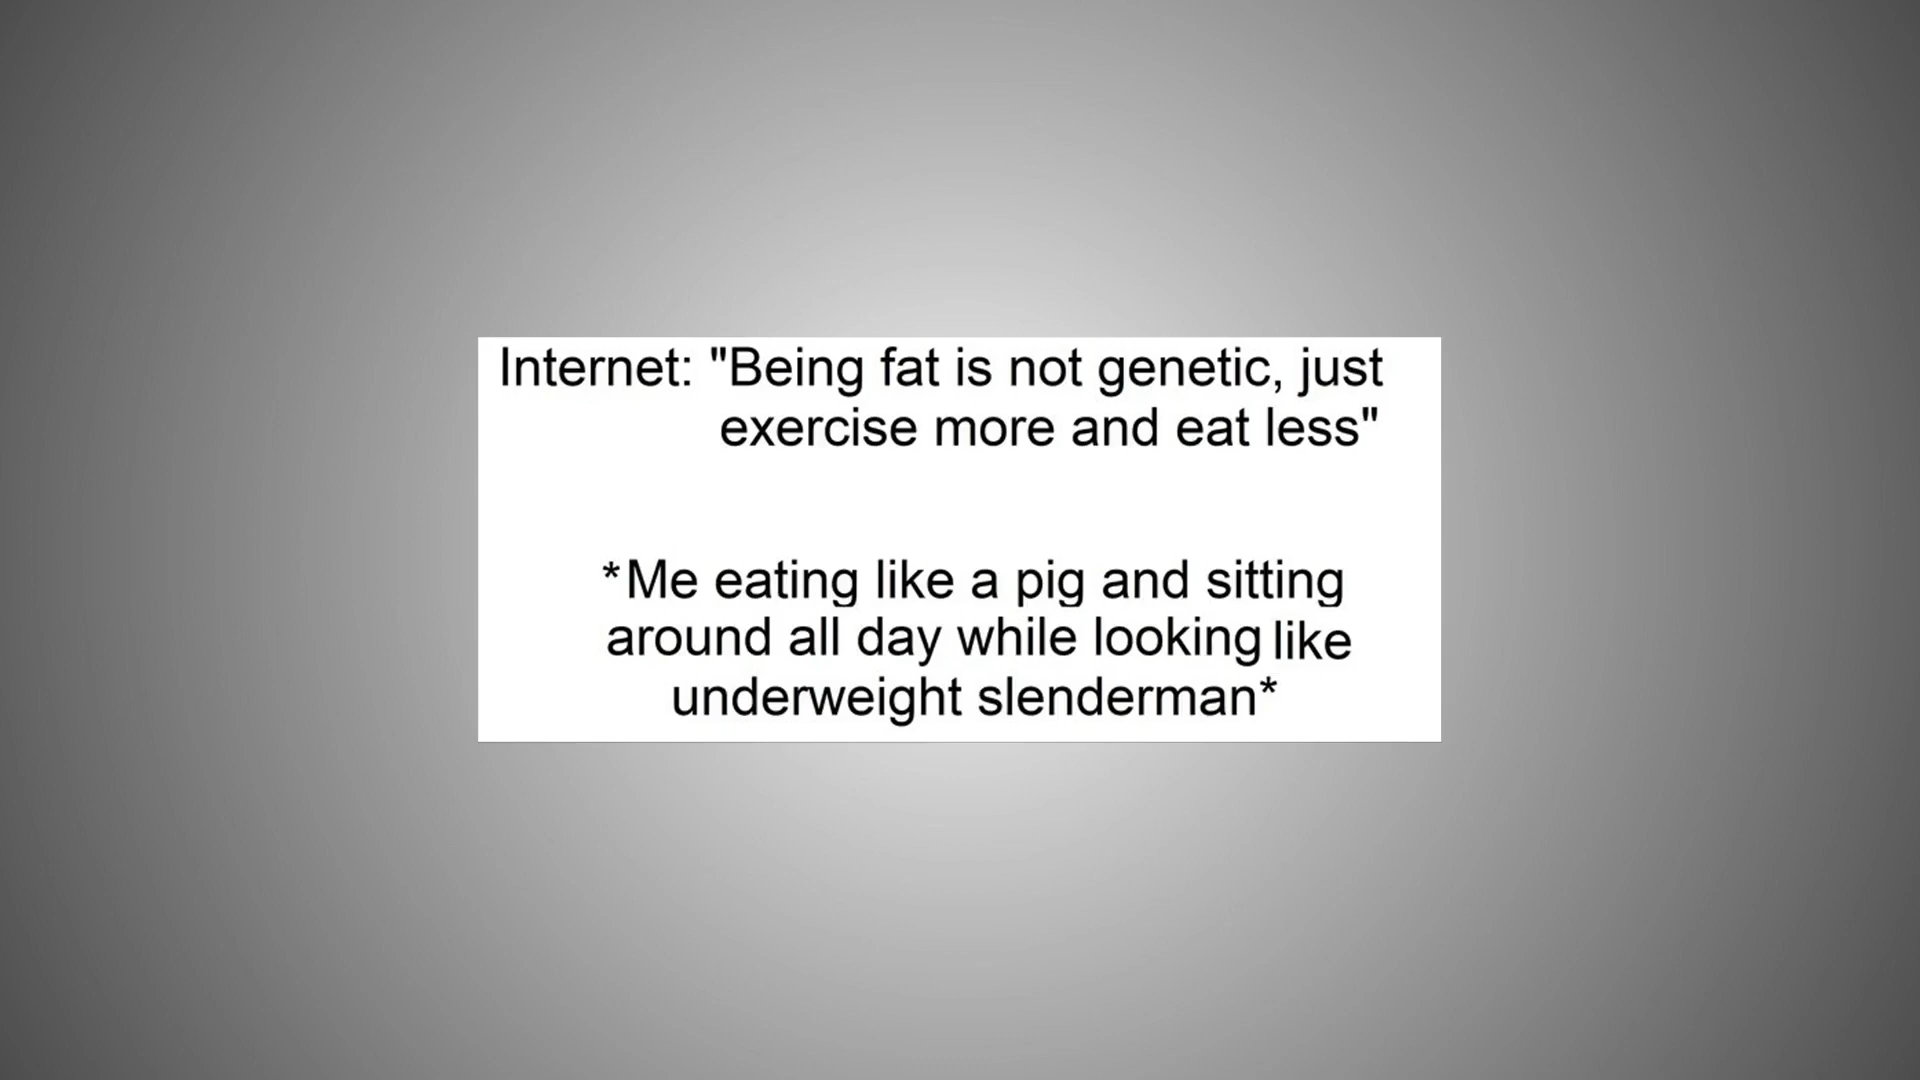 Internet: "Being fat is not genetic, just
exercise more and eat less"
*Me eating like a pig and sitting
around all day while looking like
underweight slenderman*